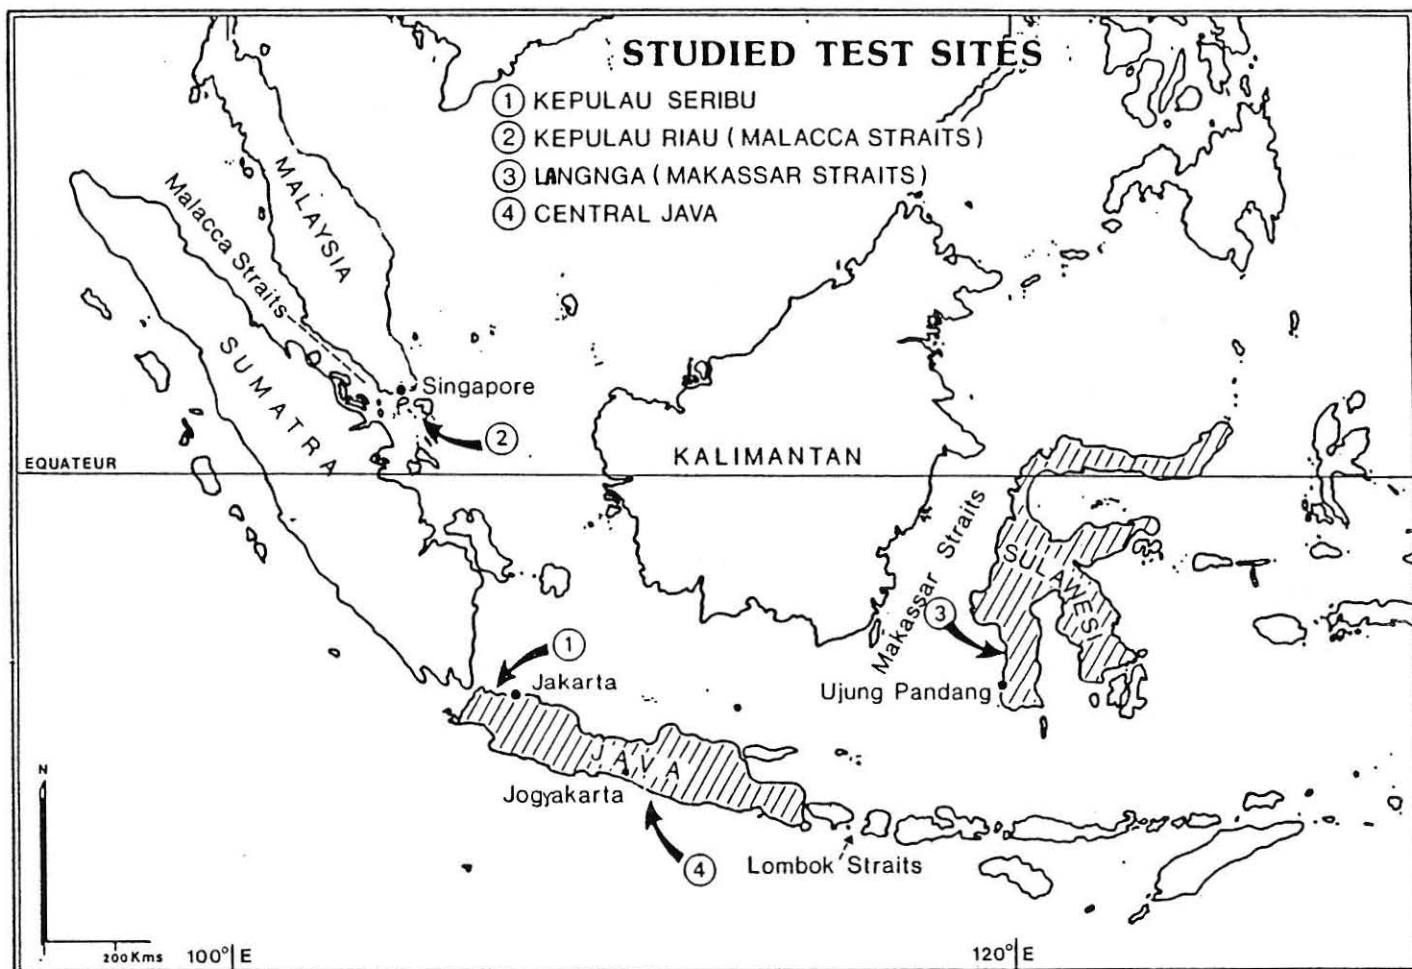 STUDIED TEST SITES
① KEPULAU SERIBU
② KEPULAU RIAU (MALACCA STRAITS)
③ LANGNGA (MAKASSAR STRAITS)
④ CENTRAL JAVA
MALAYSIA
Malacca Straits
SUMATRA
Singapore
②
EQUATEUR
KALIMANTAN
Makassar Straits
SULAWESI
③
①
Jakarta
Ujung Pandang
JAVA
Jogyakarta
④
Lombok Straits
N
200 Kms
100° E
120° E